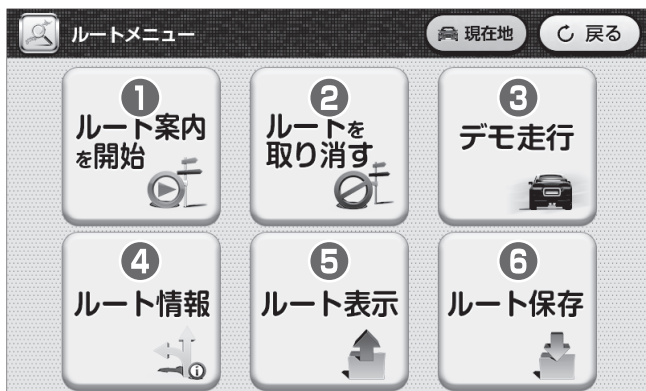 ルートメニュー
現在地
戻る
1
ルート案内
を開始
2
ルートを
取り消す
3
デモ走行
4
ルート情報
5
ルート表示
6
ルート保存